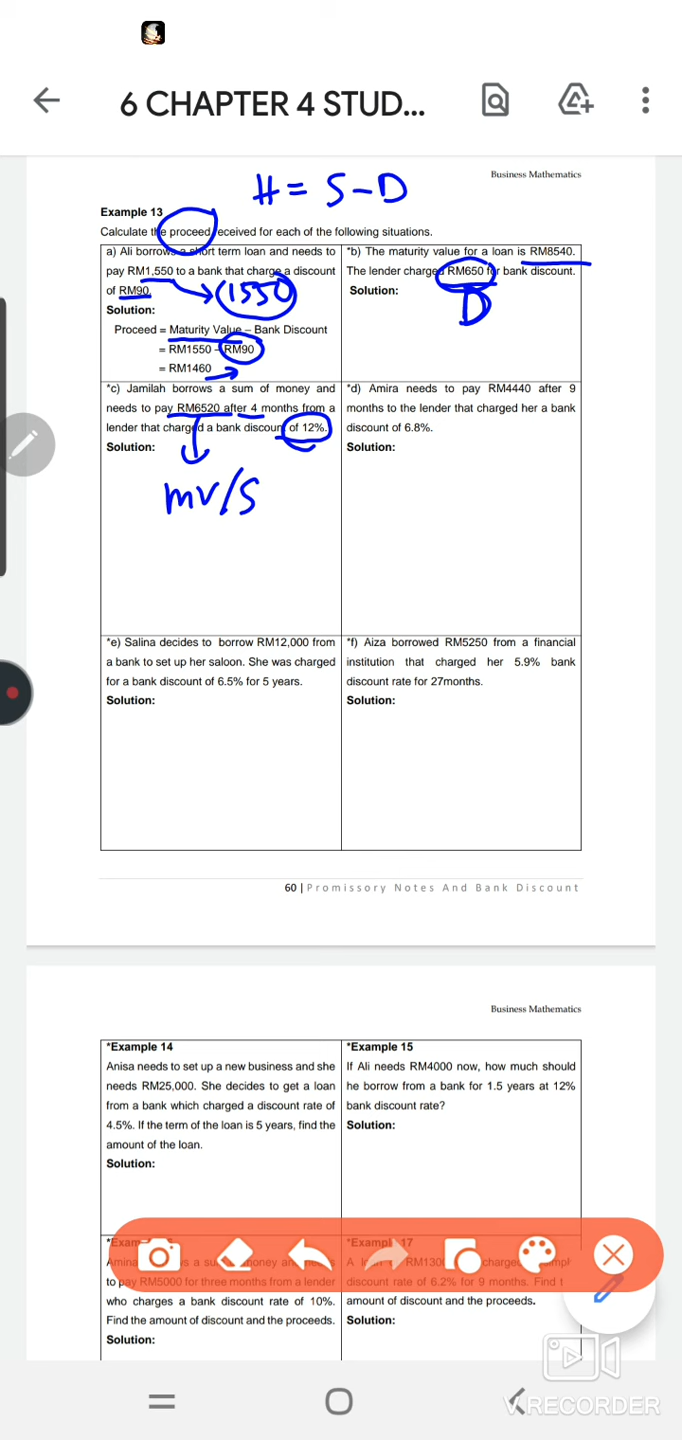 6 CHAPTER 4 STUD...
H = S - D
Business Mathematics
Example 13
Calculate the proceed received for each of the following situations.
a) Ali borrows a short term loan and needs to
pay RM1,550 to a bank that charge a discount
of RM90.
(1550)
Solution:
Proceed = Maturity Value – Bank Discount
= RM1550 – RM90
= RM1460
*b) The maturity value for a loan is RM8540.
The lender charged RM650 for bank discount.
Solution:
D
*c) Jamilah borrows a sum of money and
needs to pay RM6520 after 4 months from a
lender that charged a bank discount of 12%.
Solution:
mv/S
*d) Amira needs to pay RM4440 after 9
months to the lender that charged her a bank
discount of 6.8%.
Solution:
*e) Salina decides to borrow RM12,000 from
a bank to set up her saloon. She was charged
for a bank discount of 6.5% for 5 years.
Solution:
*f) Aiza borrowed RM5250 from a financial
institution that charged her 5.9% bank
discount rate for 27months.
Solution:
60 | Promissory Notes And Bank Discount
Business Mathematics
*Example 14
Anisa needs to set up a new business and she
needs RM25,000. She decides to get a loan
from a bank which charged a discount rate of
4.5%. If the term of the loan is 5 years, find the
amount of the loan.
Solution:
*Example 15
If Ali needs RM4000 now, how much should
he borrow from a bank for 1.5 years at 12%
bank discount rate?
Solution:
Amina a su money an
to pay RM5000 for three months from a lender
who charges a bank discount rate of 10%.
Find the amount of discount and the proceeds.
Solution:
*Exampl 17
A l RM130 charge
discount rate of 6.2% for 9 months. Find t
amount of discount and the proceeds.
Solution:
V.RECORDER